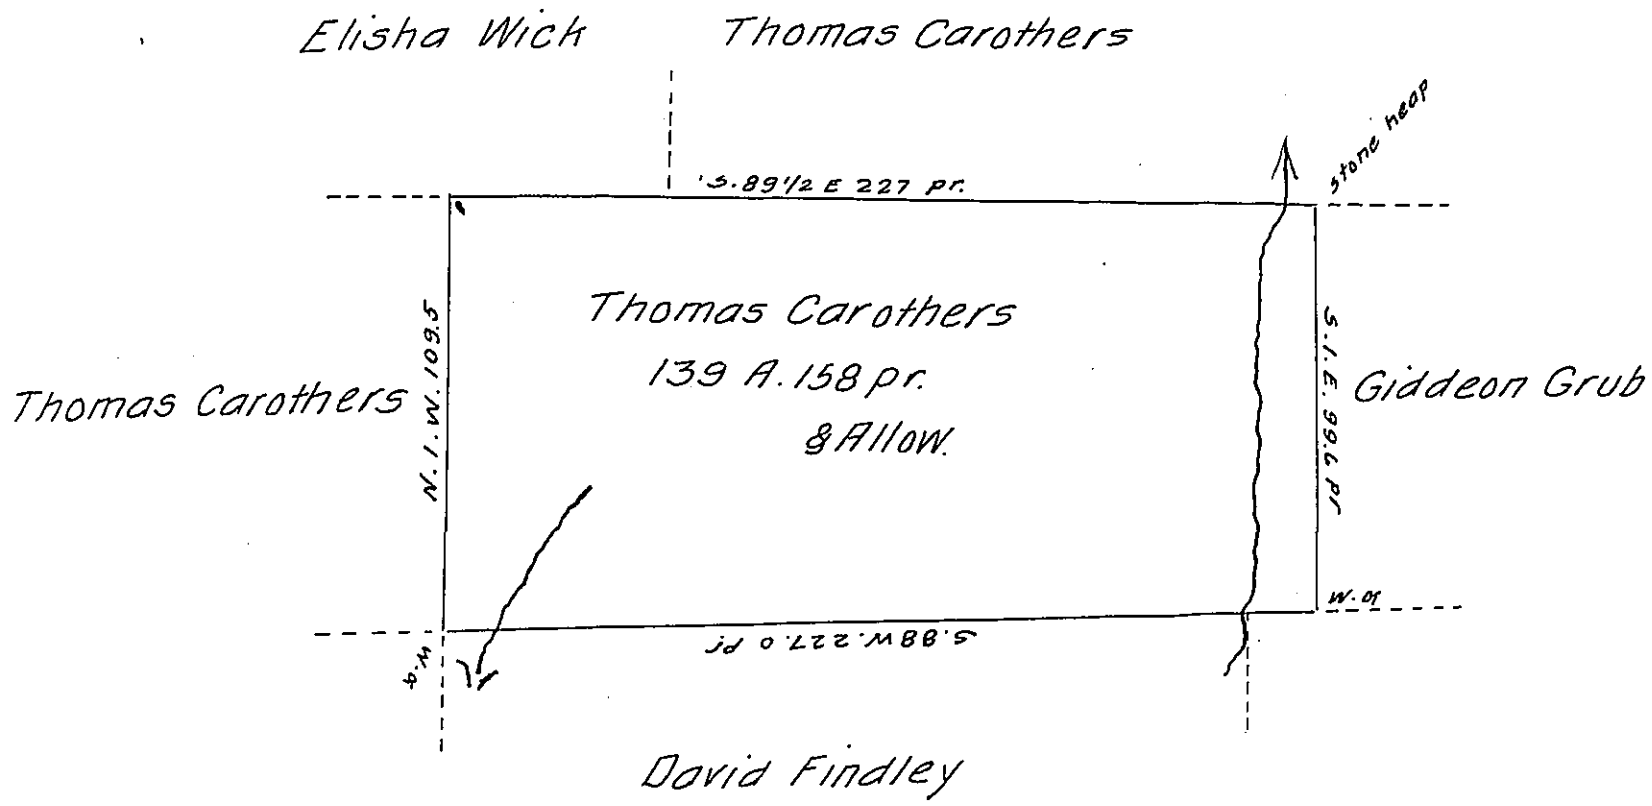 Elisha Wick Thomas Carothers
stone heap
S.89 1/2 E 227 pr.
Thomas Carothers
139 A. 158 pr.
& Allow.
Thomas Carothers
N. 1. W. 109.5
S. 1. E. 99.6 pr
Giddeon Grub
W.O
S. 88 W. 227.0 Pr.
W.O
David Findley